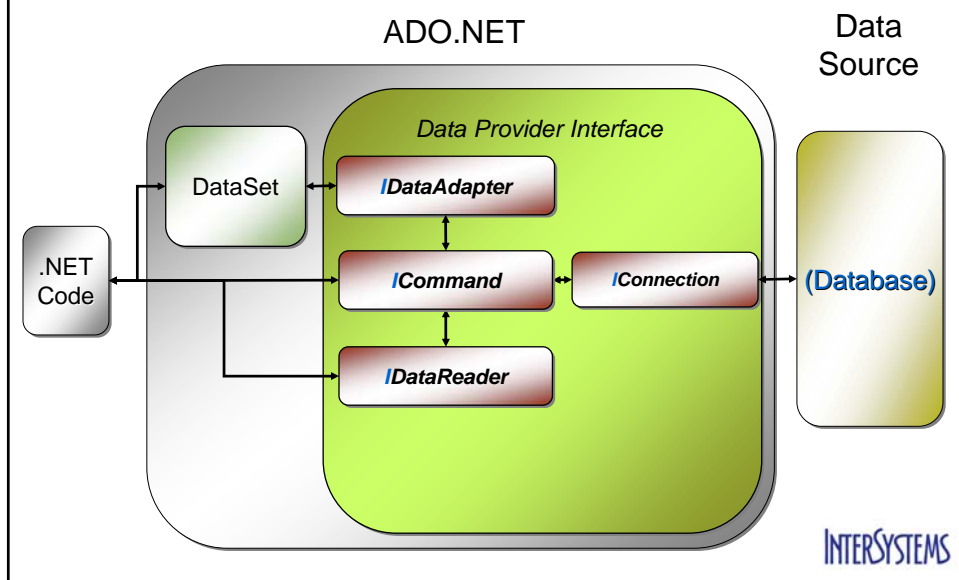 ADO.NET
Data
Source
Data Provider Interface
DataSet
IDataAdapter
.NET
Code
ICommand
IConnection
(Database)
IDataReader
INTERSYSTEMS